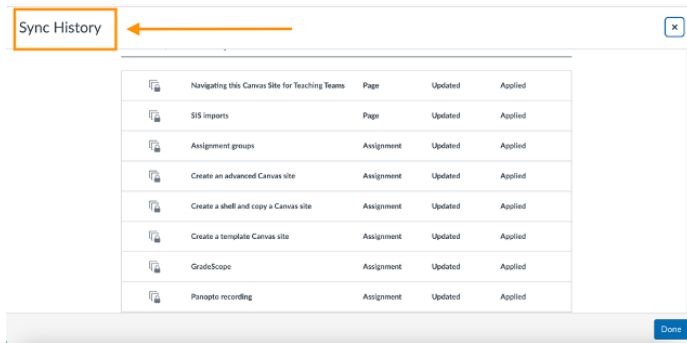 Sync History
×
Navigating this Canvas Site for Teaching Teams Page Updated Applied
SIS imports Page Updated Applied
Assignment groups Assignment Updated Applied
Create an advanced Canvas site Assignment Updated Applied
Create a shell and copy a Canvas site Assignment Updated Applied
Create a template Canvas site Assignment Updated Applied
GradeScope Assignment Updated Applied
Panopto recording Assignment Updated Applied
Done